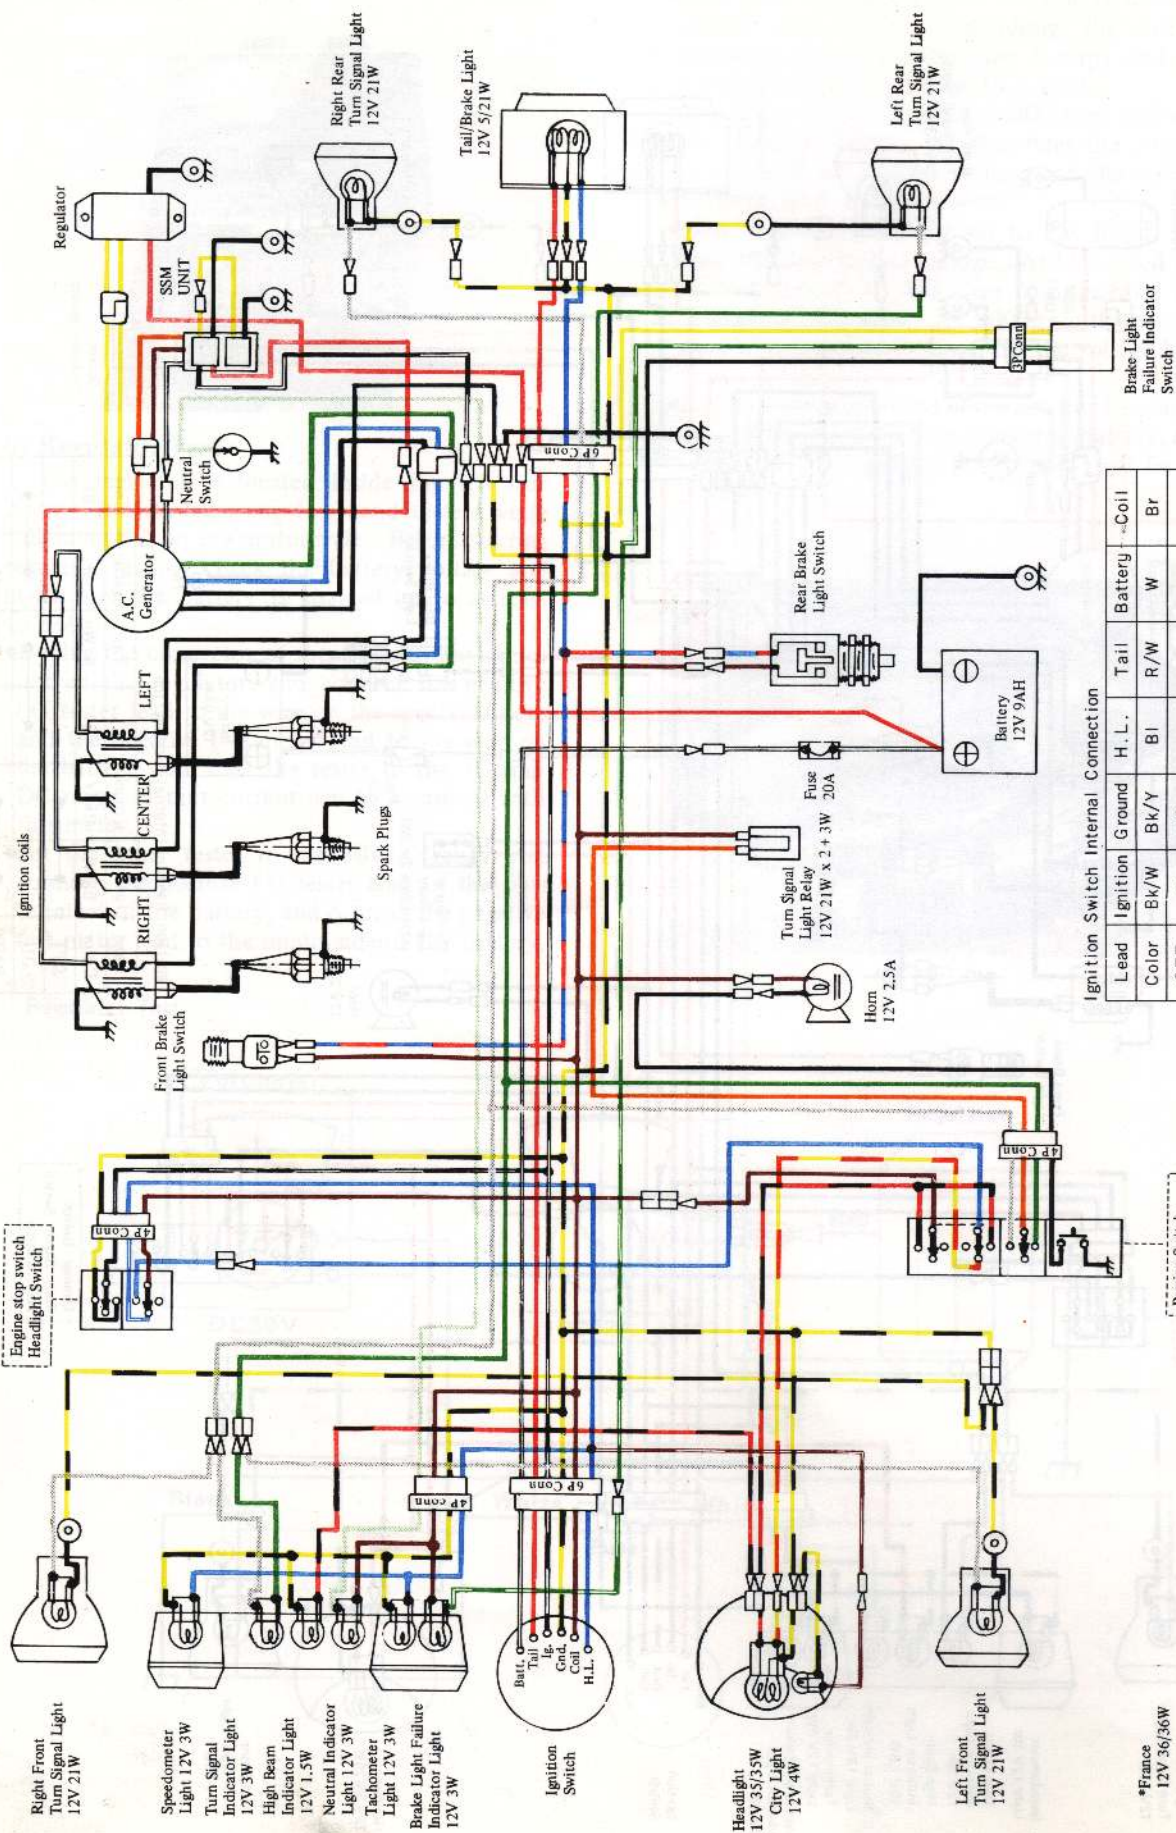 Regulator
SSM
UNIT
Right Rear
Turn Signal Light
12V 21W
Tail/Brake Light
12V 5/21W
Left Rear
Turn Signal Light
12V 21W
Neutral
Switch
A.C.
Generator
6P Conn
3PConn
Brake Light
Failure Indicator
Switch
Ignition coils
LEFT
CENTER
RIGHT
Spark Plugs
Rear Brake
Light Switch
Battery
12V 9AH
Fuse
20A
Turn Signal
Light Relay
12V 21W x 2 + 3W
Horn
12V 2.5A
Front Brake
Light Switch
Ignition Switch Internal Connection
Lead Ignition Ground H.L. Tail Battery Coil
Color Bk/W Bk/Y Bl R/W W Br
Engine stop switch
Headlight Switch
4P Conn
4P Conn
4P conn
6P Conn
Right Front
Turn Signal Light
12V 21W
Speedometer
Light 12V 3W
Turn Signal
Indicator Light
12V 3W
High Beam
Indicator Light
12V 1.5W
Neutral Indicator
Light 12V 3W
Tachometer
Light 12V 3W
Brake Light Failure
Indicator Light
12V 3W
Batt.
Tail
Ig.
Gnd.
Coil
H.L.
Ignition
Switch
Headlight
12V 35/35W
City Light
12V 4W
Left Front
Turn Signal Light
12V 21W
*France
12V 36/36W